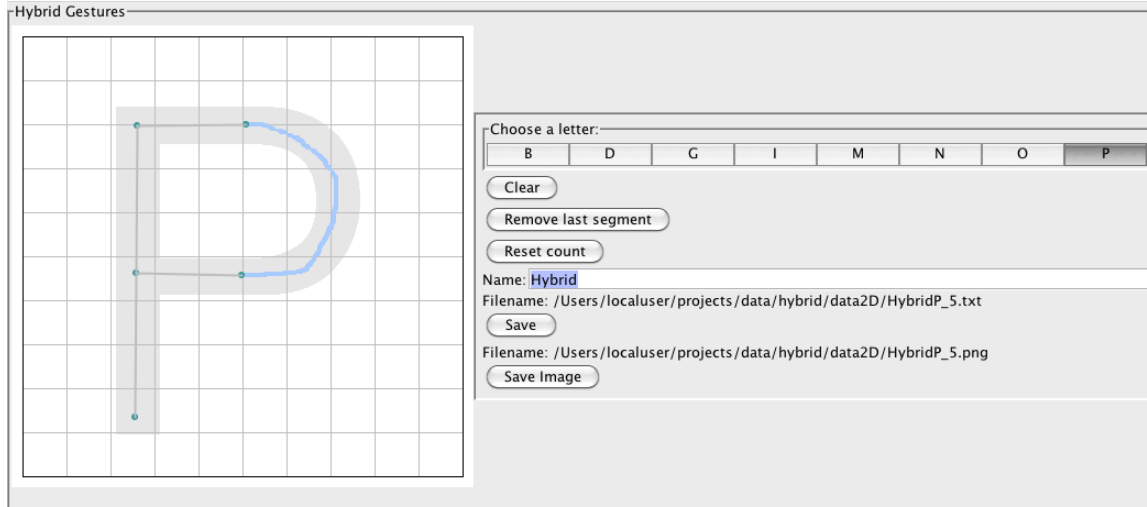 Hybrid Gestures
P
Choose a letter:
B D G I M N O P
Clear
Remove last segment
Reset count
Name: Hybrid
Filename: /Users/localuser/projects/data/hybrid/data2D/HybridP_5.txt
Save
Filename: /Users/localuser/projects/data/hybrid/data2D/HybridP_5.png
Save Image